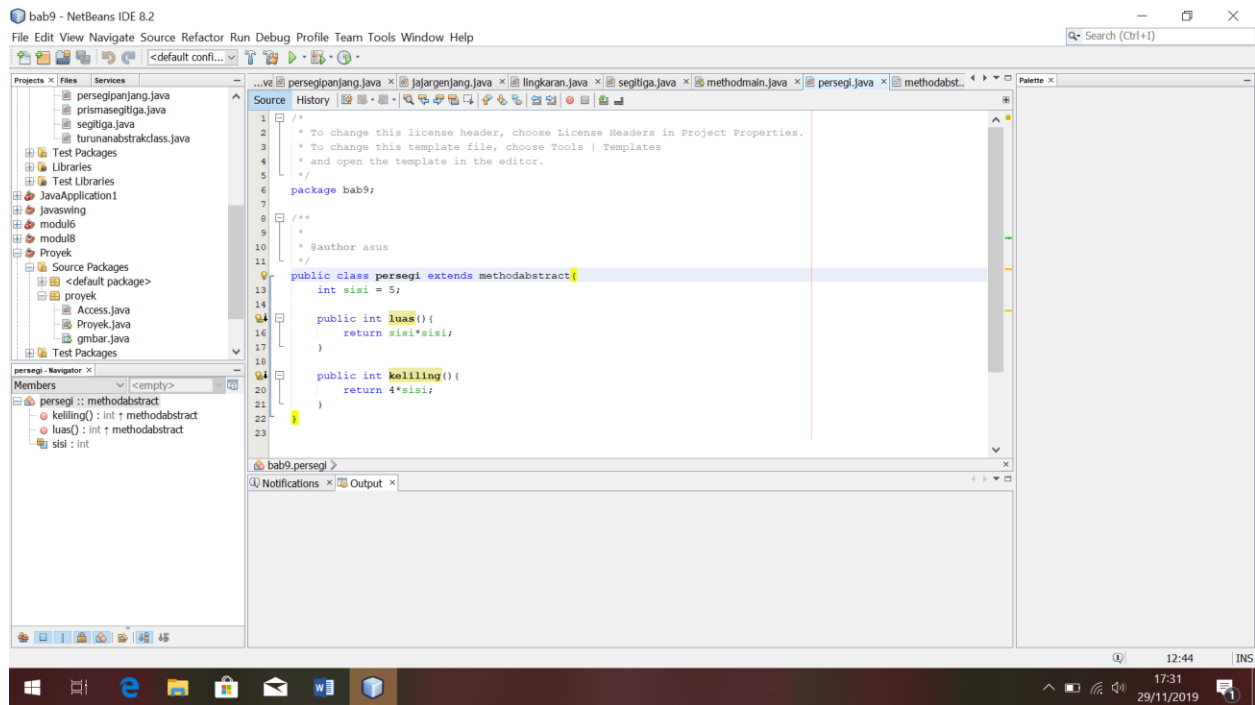 bab9 - NetBeans IDE 8.2
File Edit View Navigate Source Refactor Run Debug Profile Team Tools Window Help
Search (Ctrl+I)
<default confi...
Projects Files Services
persegipanjang.java
prismasegitiga.java
segitiga.java
turunanabstrakclass.java
Test Packages
Libraries
Test Libraries
JavaApplication1
javaswing
modul6
modul8
Proyek
Source Packages
<default package>
proyek
Access.java
Proyek.java
gmbar.java
Test Packages
persegi - Navigator
Members <empty>
persegi :: methodabstract
keliling() : int ↑ methodabstract
luas() : int ↑ methodabstract
sisi : int
...va persegipanjang.java jajargenjang.java lingkaran.java segitiga.java methodmain.java persegi.java methodabst...
Source History
1 /*
2 * To change this license header, choose License Headers in Project Properties.
3 * To change this template file, choose Tools | Templates
4 * and open the template in the editor.
5 */
6 package bab9;
7
8 /**
9 *
10 * @author asus
11 */
public class persegi extends methodabstract{
13 int sisi = 5;
14
public int luas(){
16 return sisi*sisi;
17 }
18
public int keliling(){
20 return 4*sisi;
21 }
22 }
23
bab9.persegi
Notifications Output
Palette
12:44 INS
17:31
29/11/2019
1